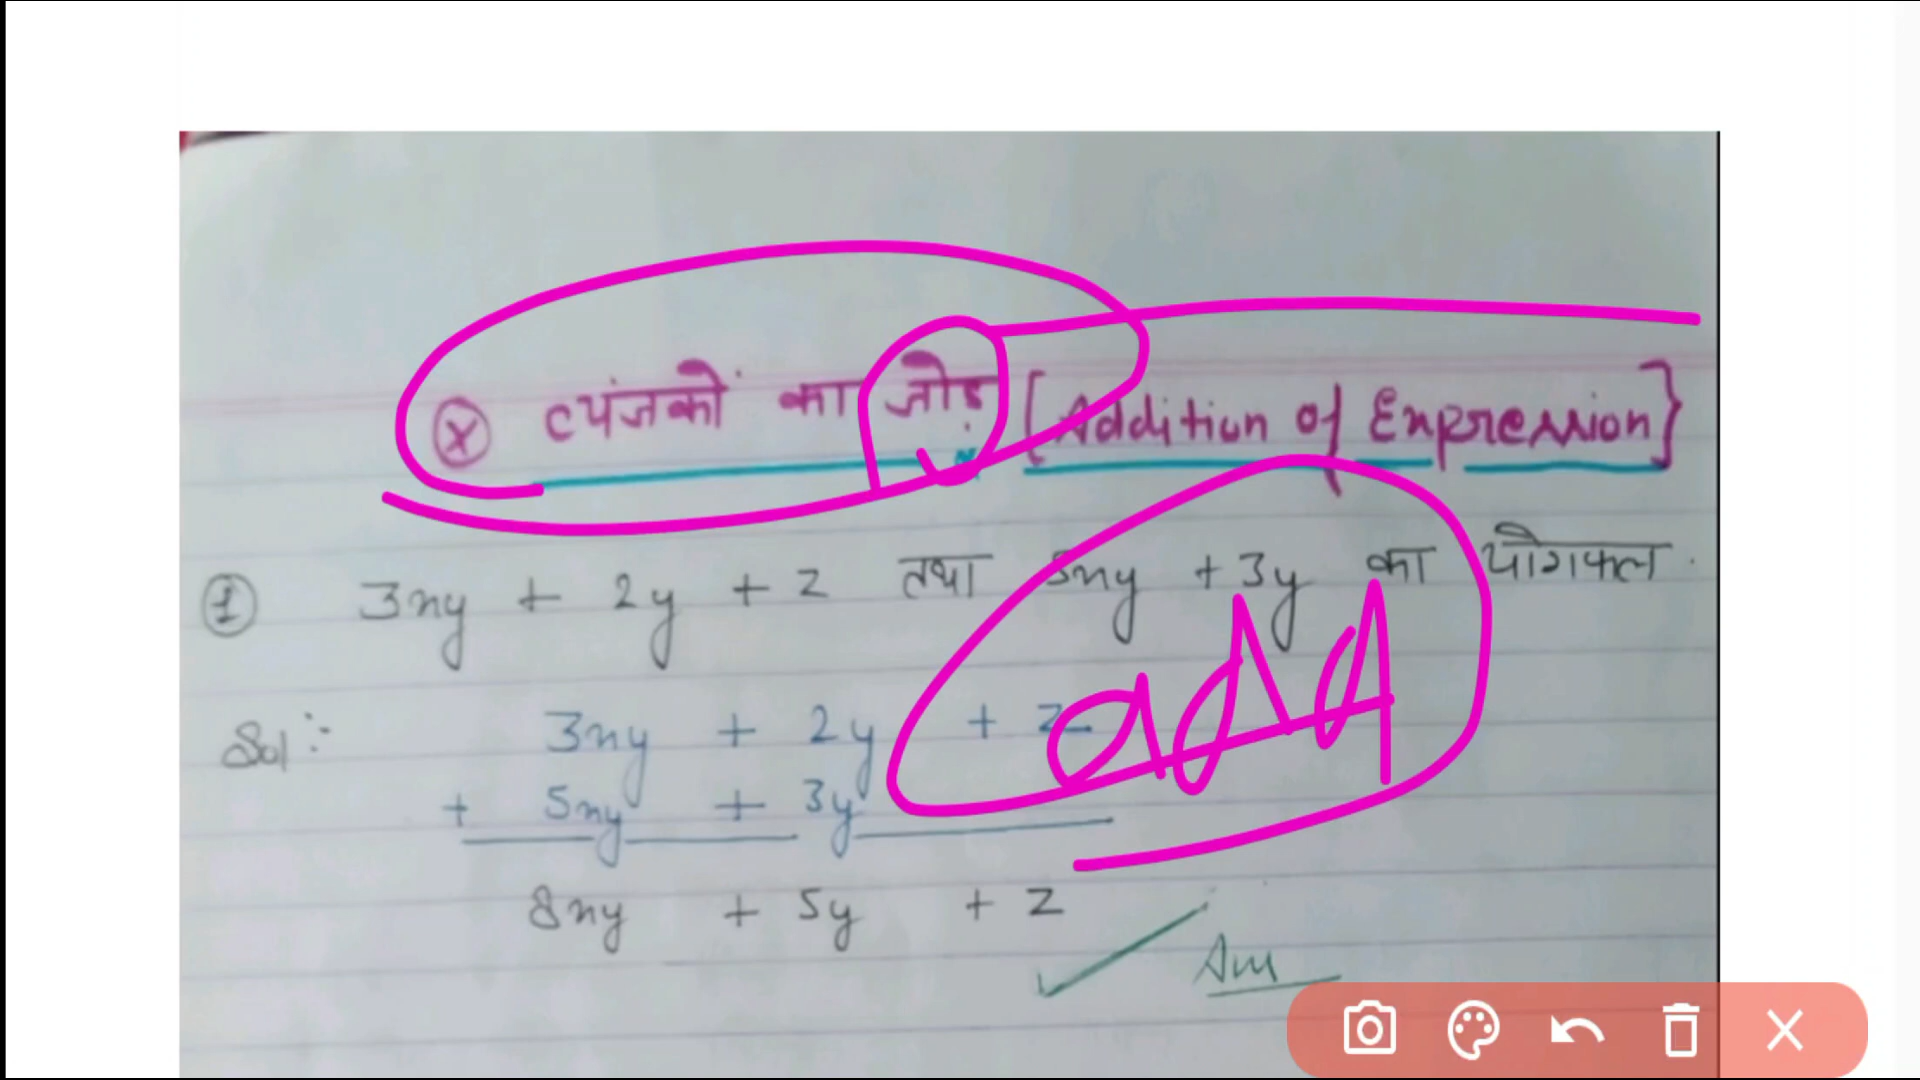 ⓧ व्यंजकों का जोड़ [Addition of Expression}
① 3xy + 2y + z तथा 5xy + 3y का योगफल.
add
Sol:- 3xy + 2y + z
+ 5xy + 3y
8xy + 5y + z
Ans